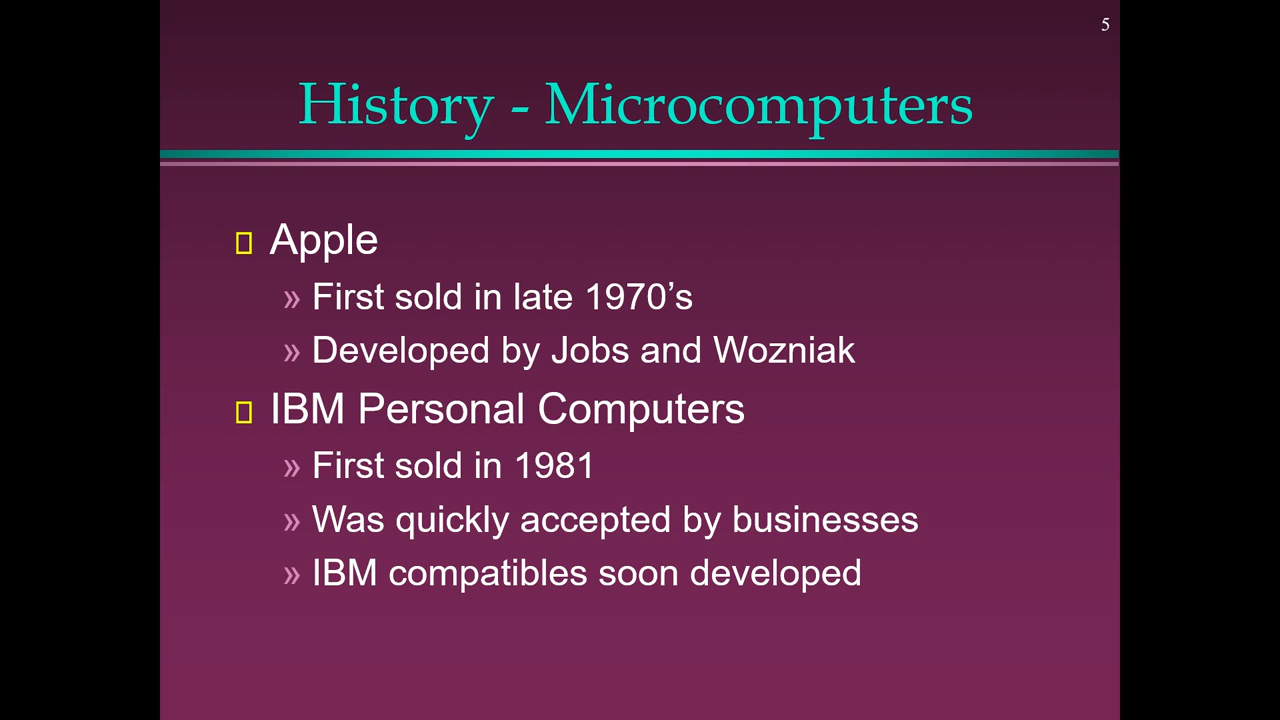 5
History - Microcomputers
Apple
» First sold in late 1970’s
» Developed by Jobs and Wozniak
IBM Personal Computers
» First sold in 1981
» Was quickly accepted by businesses
» IBM compatibles soon developed